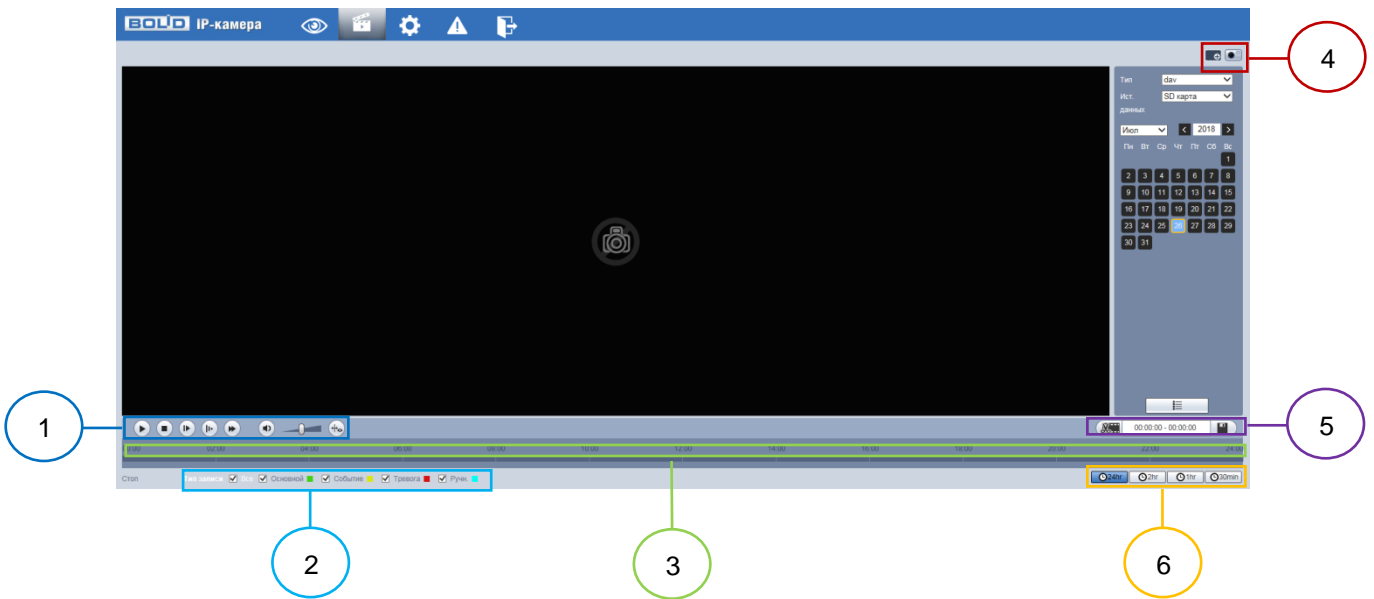 BOLID IP-камера
4
Тип dav
Ист. данных SD карта
Июл 2018
Пн Вт Ср Чт Пт Сб Вс
1
2 3 4 5 6 7 8
9 10 11 12 13 14 15
16 17 18 19 20 21 22
23 24 25 26 27 28 29
30 31
1
00:00:00 - 00:00:00
5
02:00 04:00 06:00 08:00 10:00 12:00 14:00 16:00 18:00 20:00 22:00 24:00
Стоп Тип записи Все Основной Событие Тревога Ручн.
24hr 2hr 1hr 30min
2
3
6